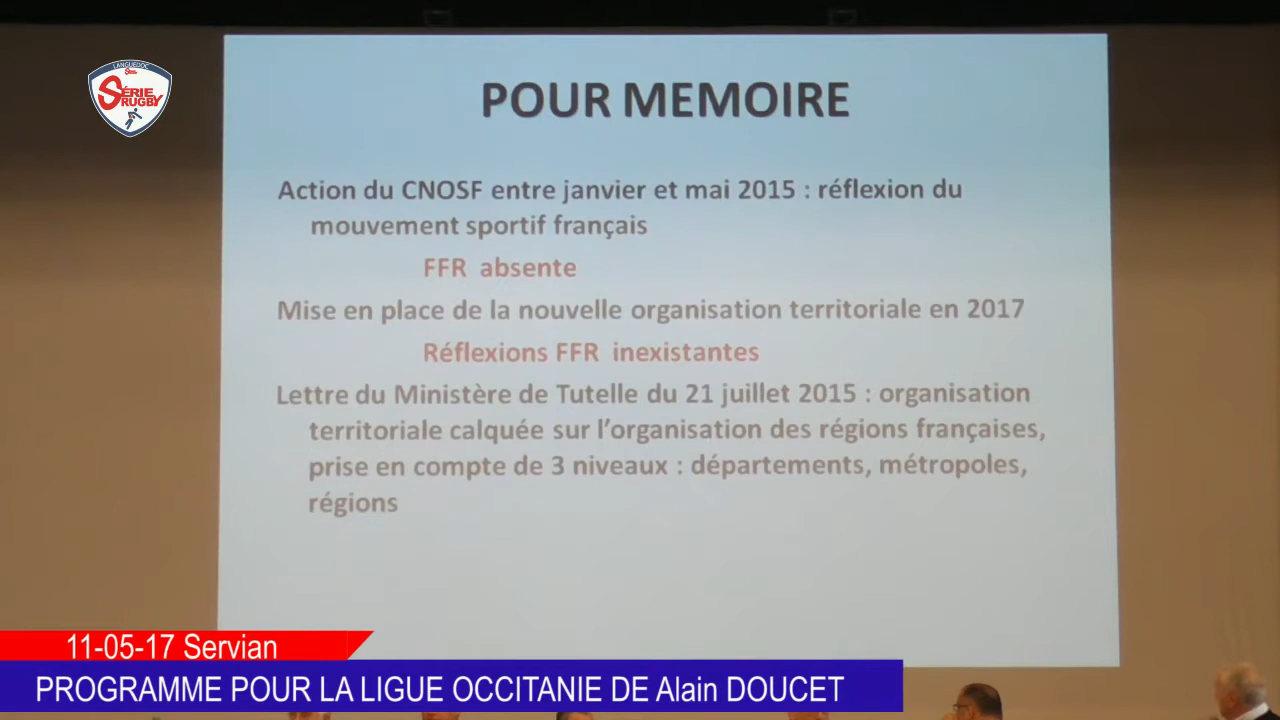 LANGUEDOC
SÉRIE
RUGBY
POUR MEMOIRE
Action du CNOSF entre janvier et mai 2015 : réflexion du
mouvement sportif français
FFR absente
Mise en place de la nouvelle organisation territoriale en 2017
Réflexions FFR inexistantes
Lettre du Ministère de Tutelle du 21 juillet 2015 : organisation
territoriale calquée sur l'organisation des régions françaises,
prise en compte de 3 niveaux : départements, métropoles,
régions
11-05-17 Servian
PROGRAMME POUR LA LIGUE OCCITANIE DE Alain DOUCET